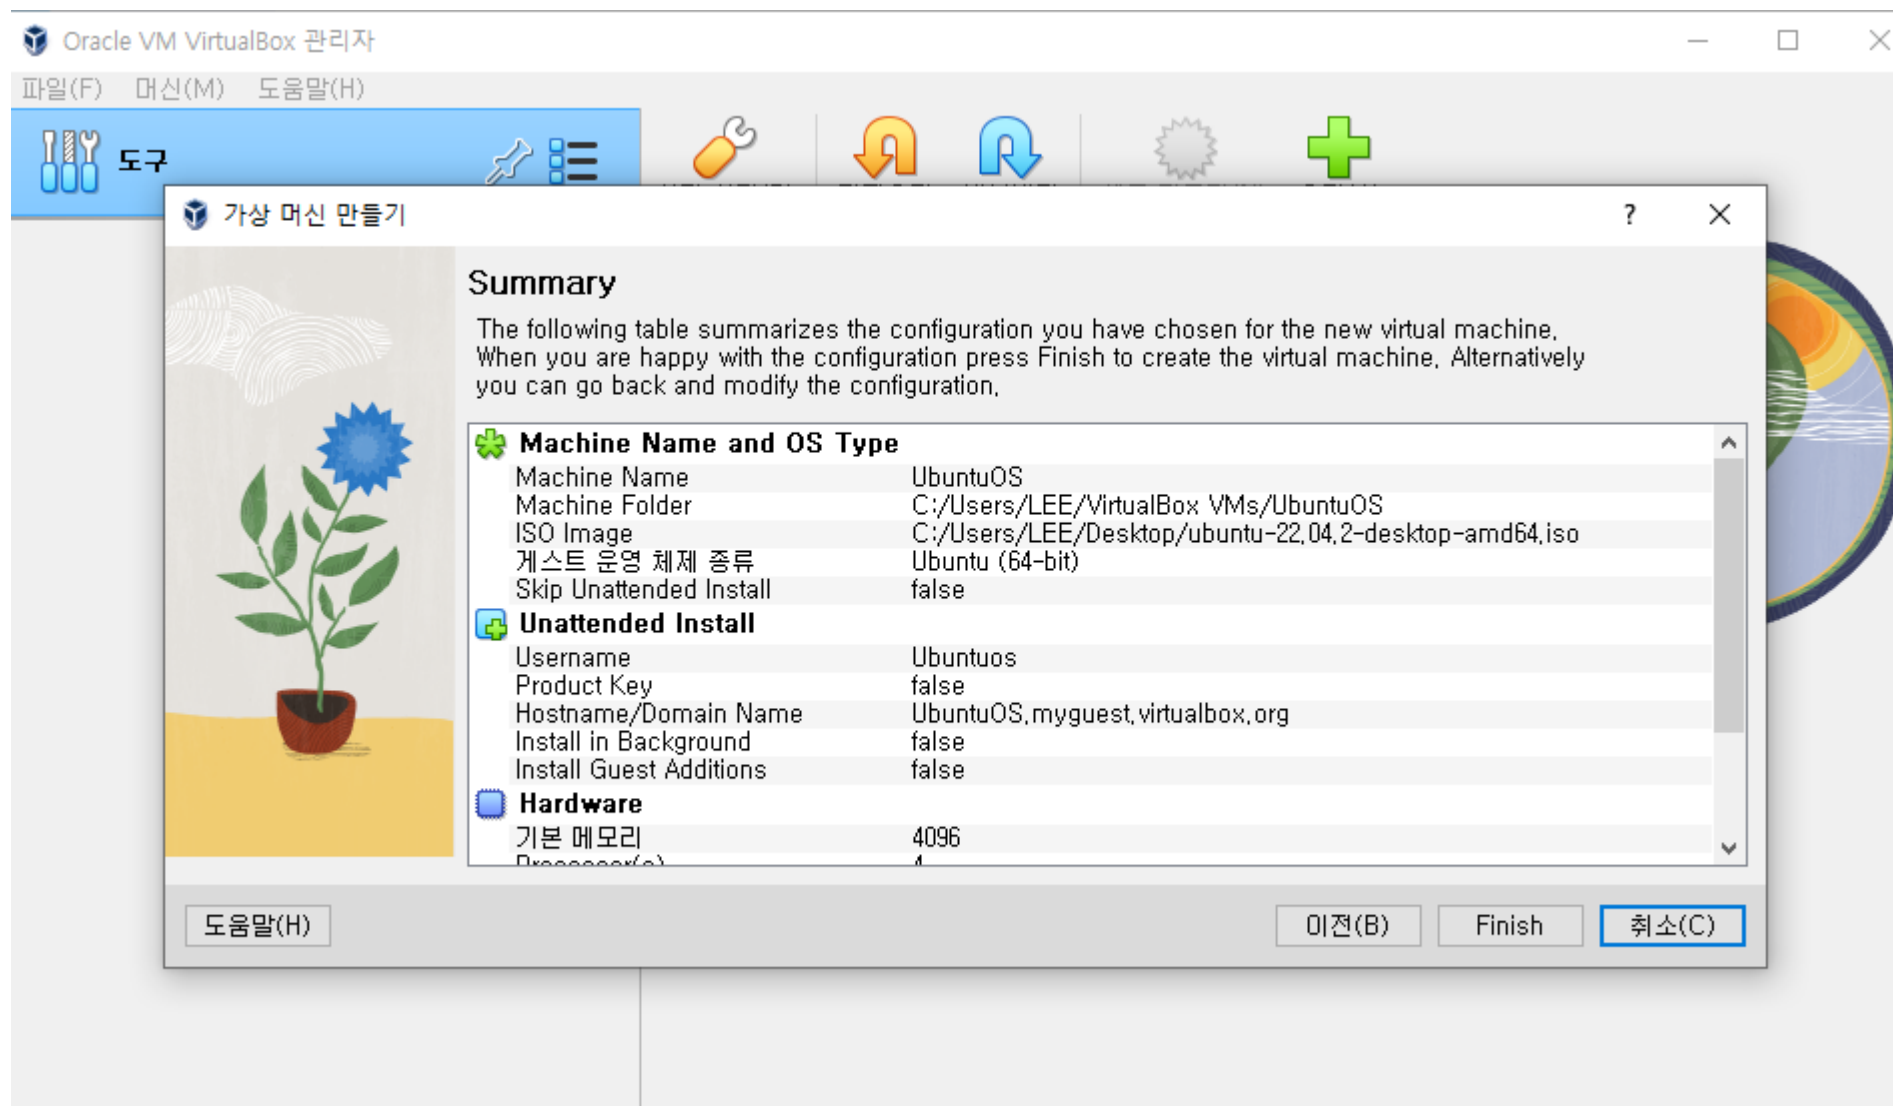 Oracle VM VirtualBox 관리자
파일(F) 머신(M) 도움말(H)
도구
가상 머신 만들기
?
Summary
The following table summarizes the configuration you have chosen for the new virtual machine.
When you are happy with the configuration press Finish to create the virtual machine. Alternatively
you can go back and modify the configuration.
Machine Name and OS Type
Machine Name UbuntuOS
Machine Folder C:/Users/LEE/VirtualBox VMs/UbuntuOS
ISO Image C:/Users/LEE/Desktop/ubuntu-22.04.2-desktop-amd64.iso
게스트 운영 체제 종류 Ubuntu (64-bit)
Skip Unattended Install false
Unattended Install
Username Ubuntuos
Product Key false
Hostname/Domain Name UbuntuOS.myguest.virtualbox.org
Install in Background false
Install Guest Additions false
Hardware
기본 메모리 4096
Processor(s) 4
도움말(H) 이전(B) Finish 취소(C)